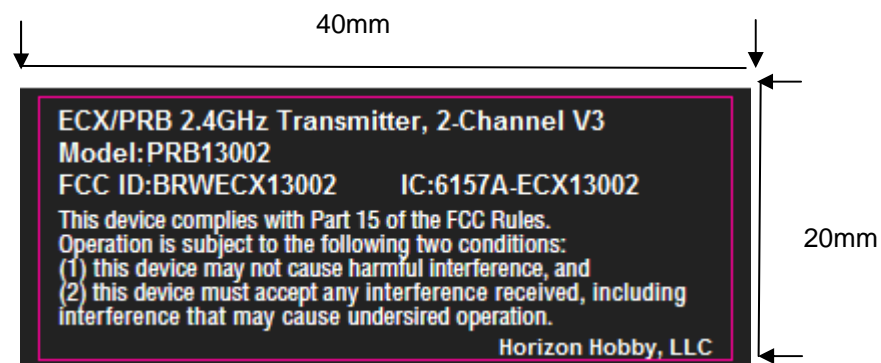 40mm
ECX/PRB 2.4GHz Transmitter, 2-Channel V3
Model:PRB13002
FCC ID:BRWECX13002 IC:6157A-ECX13002
This device complies with Part 15 of the FCC Rules.
Operation is subject to the following two conditions:
(1) this device may not cause harmful interference, and
(2) this device must accept any interference received, including
interference that may cause undersired operation.
Horizon Hobby, LLC
20mm